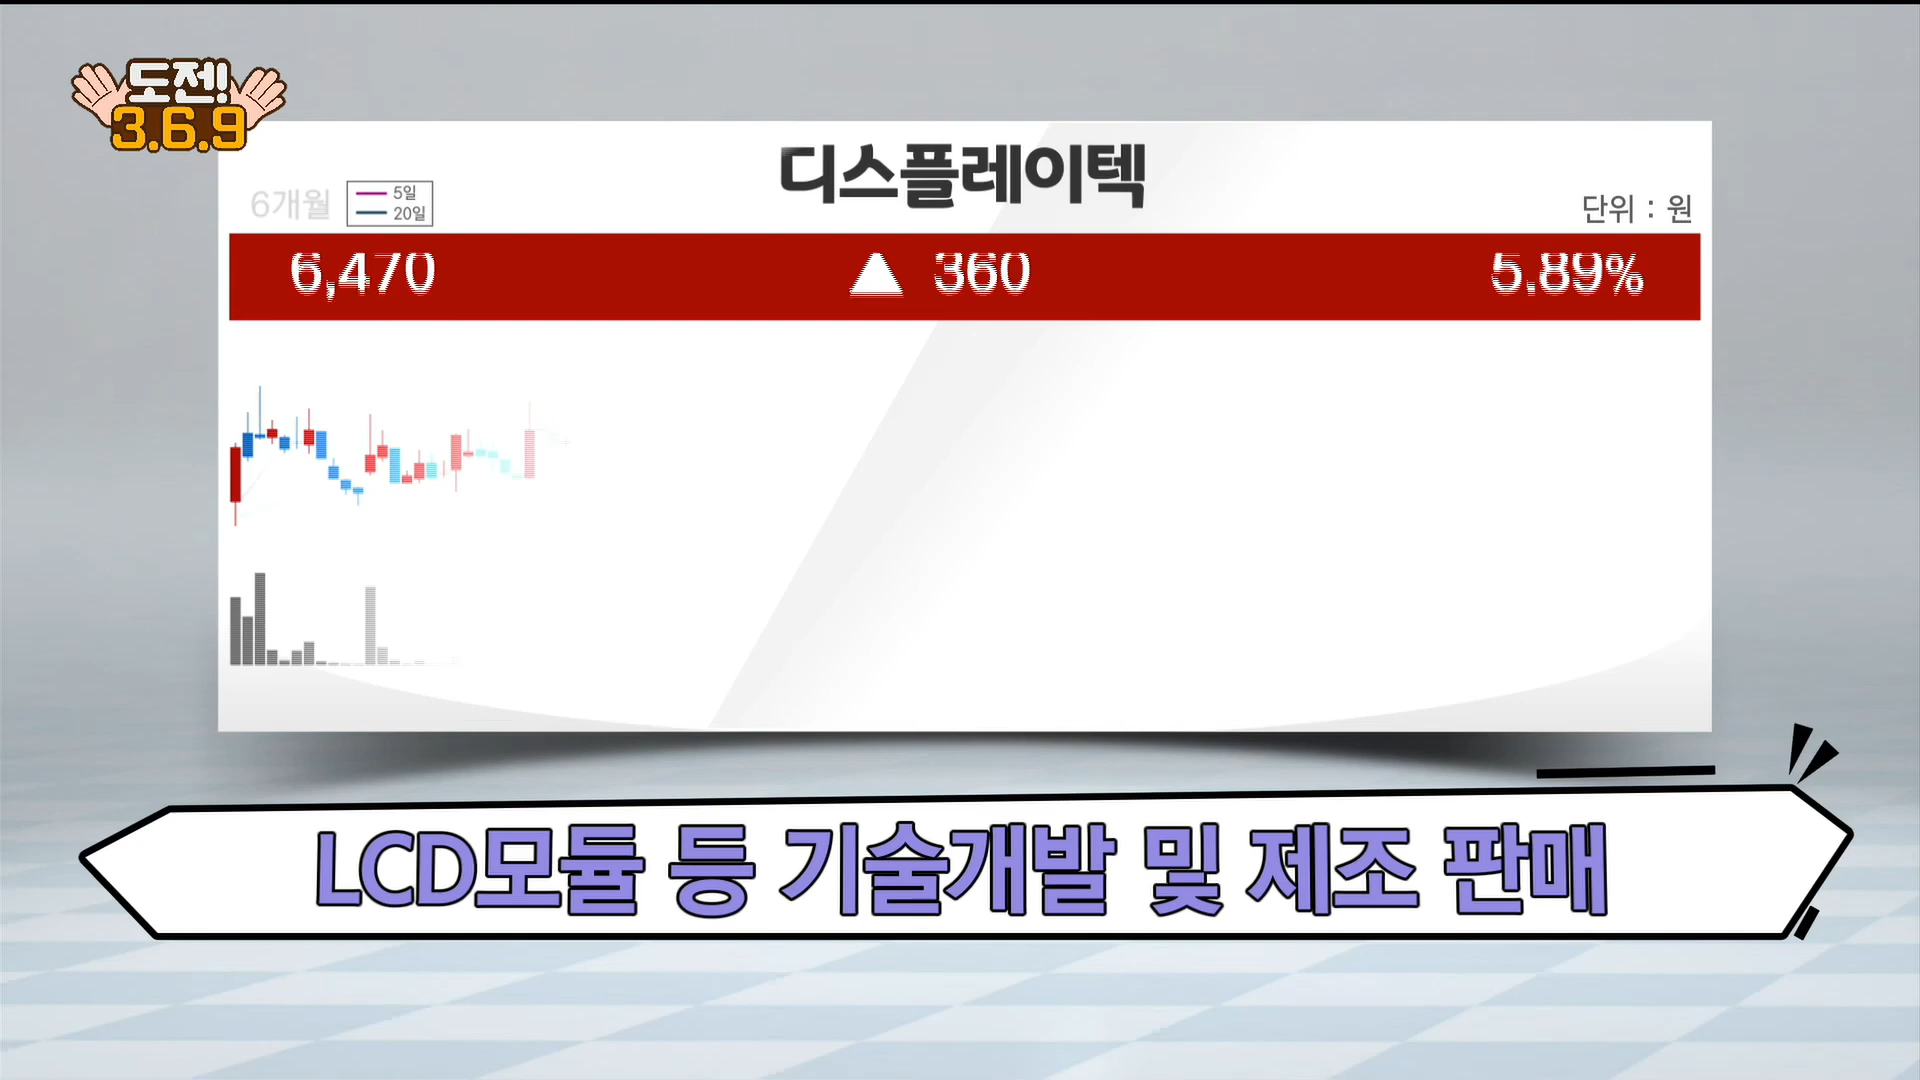 도전!
3.6.9
디스플레이텍
6개월
5일
20일
단위 : 원
6,470 ▲ 360 5.89%
LCD모듈 등 기술개발 및 제조 판매